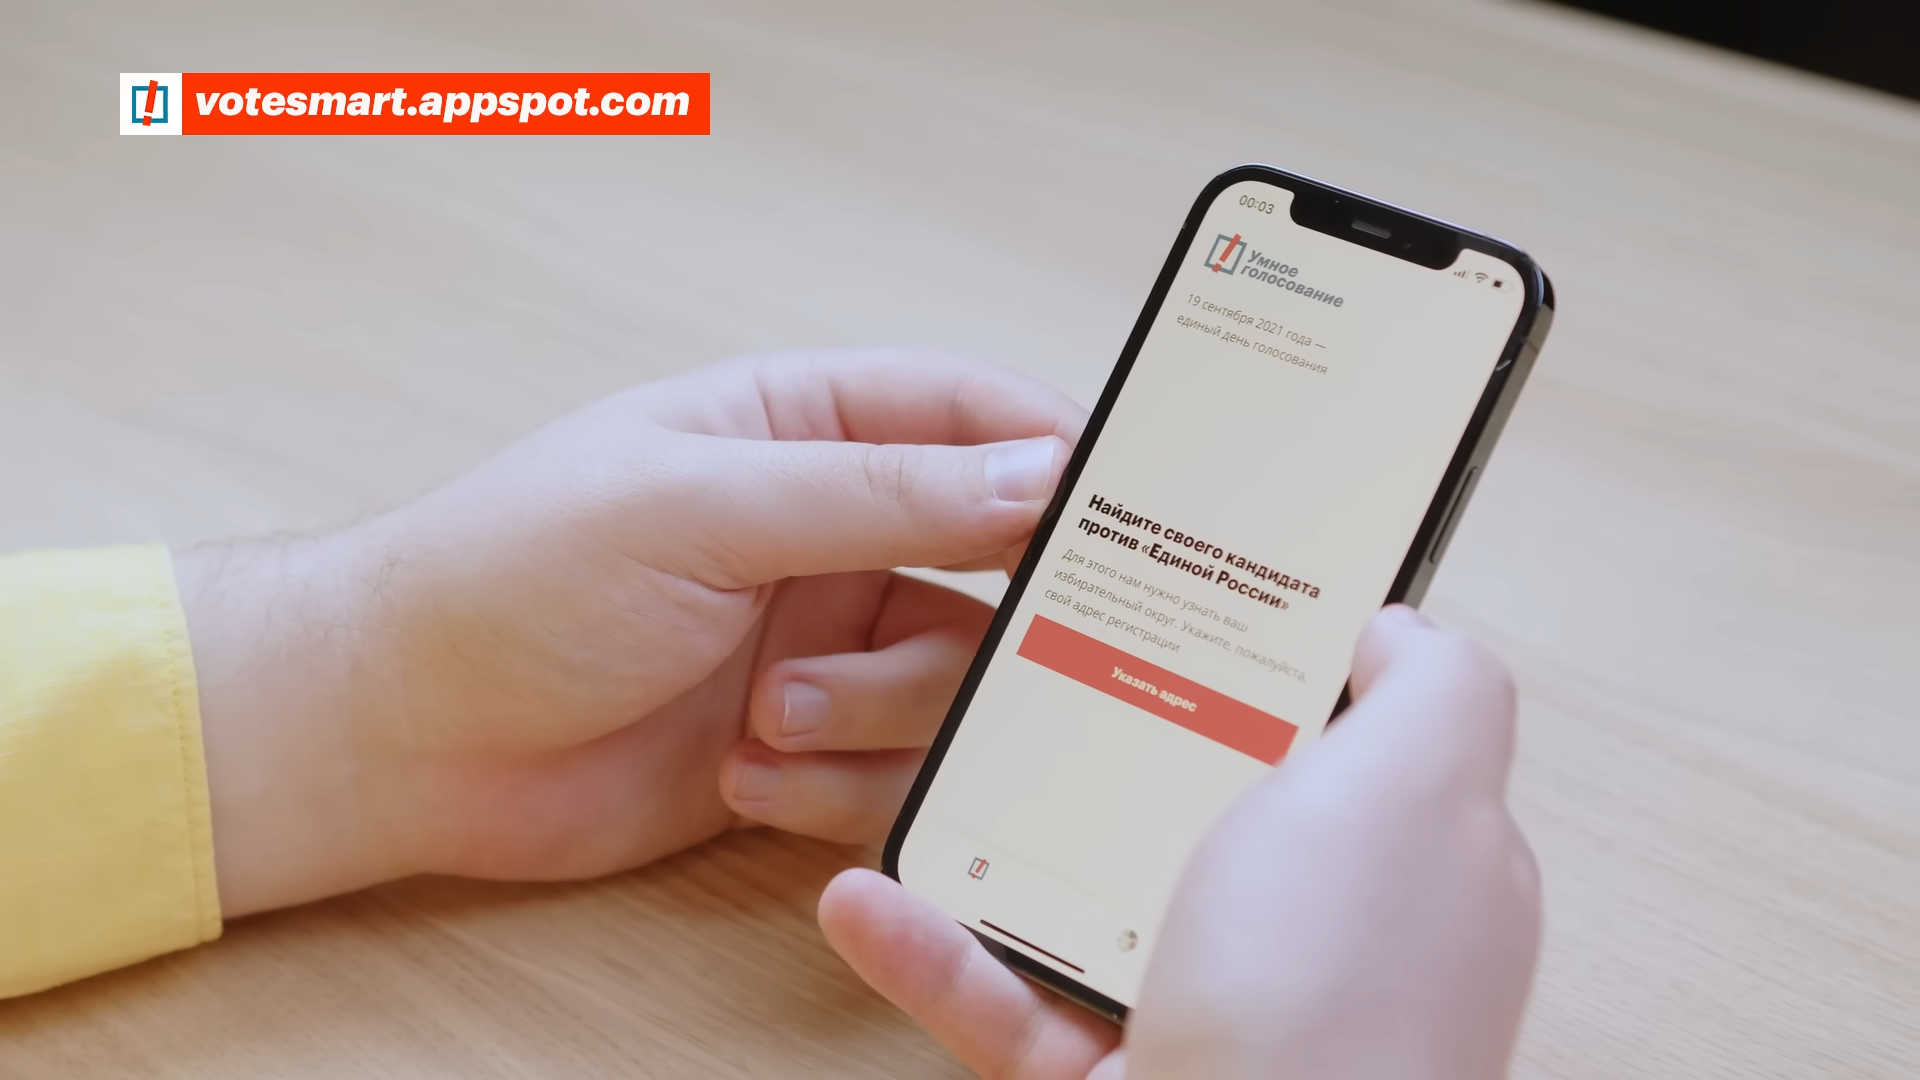 votesmart.appspot.com
00:03
Умное
голосование
19 сентября 2021 года —
единый день голосования
Найдите своего кандидата
против «Единой России»
Для этого нам нужно узнать ваш
избирательный округ. Укажите, пожалуйста,
свой адрес регистрации
Указать адрес